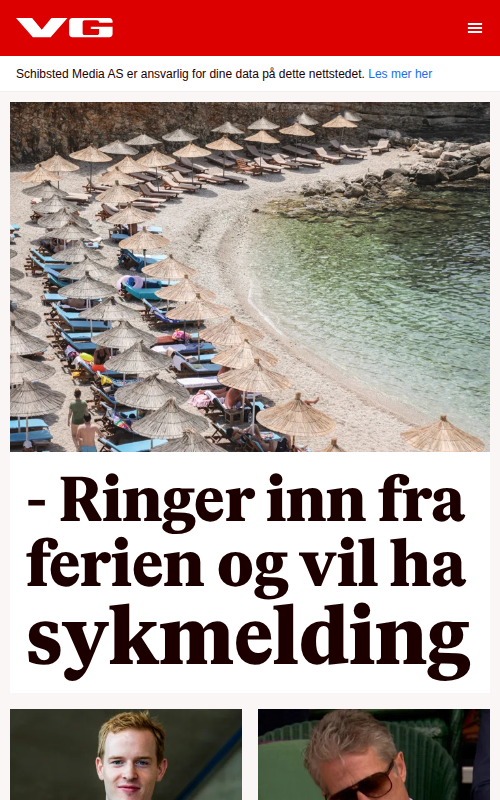 VG
Schibsted Media AS er ansvarlig for dine data på dette nettstedet. Les mer her
- Ringer inn fra
ferien og vil ha
sykmelding